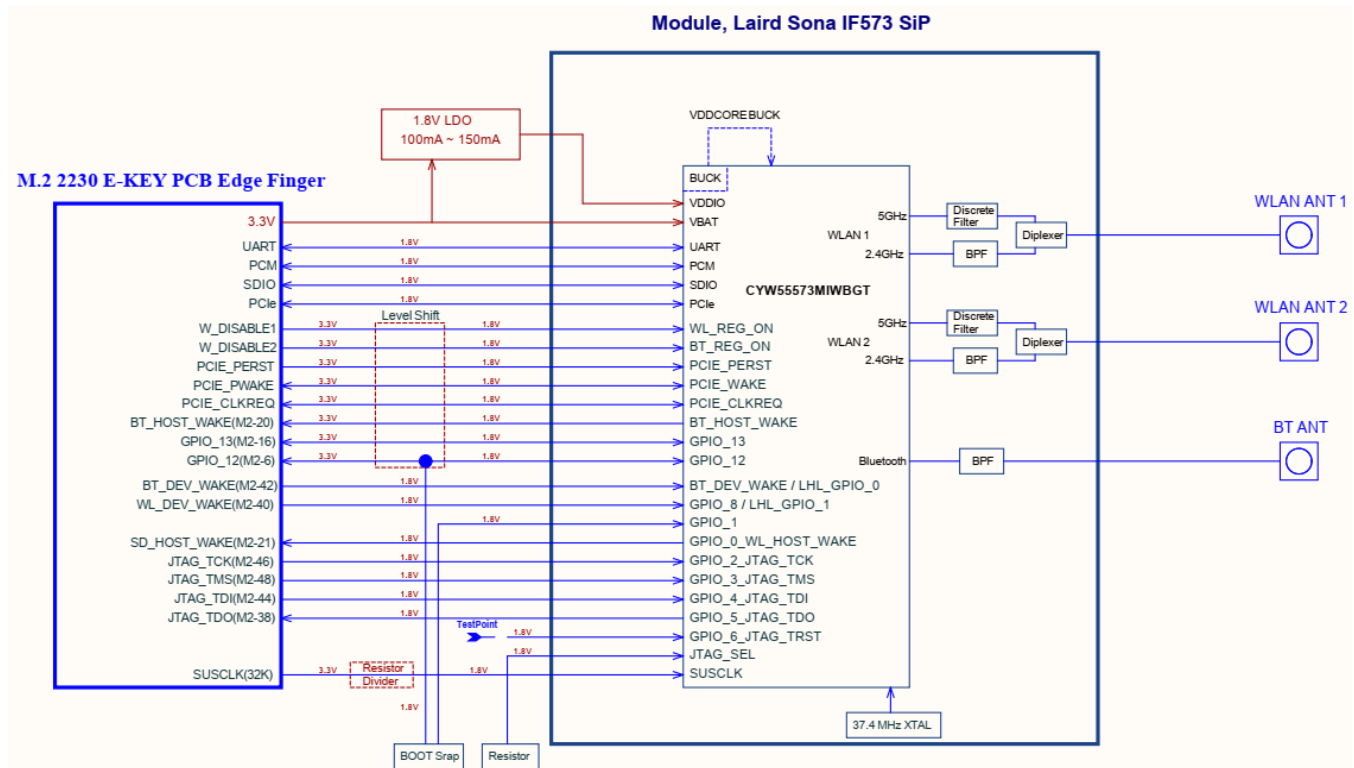 Module, Laird Sona IF573 SiP
1.8V LDO
100mA ~ 150mA
VDDCOREBUCK
BUCK
M.2 2230 E-KEY PCB Edge Finger
3.3V
VDDIO
VBAT
UART
1.8V
UART
PCM
1.8V
PCM
SDIO
1.8V
SDIO
PCIe
1.8V
PCIe
Level Shift
W_DISABLE1
3.3V
1.8V
WL_REG_ON
W_DISABLE2
3.3V
1.8V
BT_REG_ON
PCIE_PERST
3.3V
1.8V
PCIE_PERST
PCIE_PWAKE
3.3V
1.8V
PCIE_WAKE
PCIE_CLKREQ
3.3V
1.8V
PCIE_CLKREQ
BT_HOST_WAKE(M2-20)
3.3V
1.8V
BT_HOST_WAKE
GPIO_13(M2-16)
3.3V
1.8V
GPIO_13
GPIO_12(M2-6)
3.3V
1.8V
GPIO_12
BT_DEV_WAKE(M2-42)
1.8V
BT_DEV_WAKE / LHL_GPIO_0
WL_DEV_WAKE(M2-40)
1.8V
GPIO_8 / LHL_GPIO_1
1.8V
GPIO_1
SD_HOST_WAKE(M2-21)
1.8V
GPIO_0_WL_HOST_WAKE
JTAG_TCK(M2-46)
1.8V
GPIO_2_JTAG_TCK
JTAG_TMS(M2-48)
1.8V
GPIO_3_JTAG_TMS
JTAG_TDI(M2-44)
1.8V
GPIO_4_JTAG_TDI
JTAG_TDO(M2-38)
1.8V
GPIO_5_JTAG_TDO
TestPoint
1.8V
GPIO_6_JTAG_TRST
1.8V
JTAG_SEL
SUSCLK(32K)
3.3V
Resistor
Divider
1.8V
SUSCLK
1.8V
BOOT Srap
Resistor
37.4 MHz XTAL
CYW55573MIWBGT
WLAN 1
5GHz
Discrete
Filter
2.4GHz
BPF
Diplexer
WLAN ANT 1
WLAN 2
5GHz
Discrete
Filter
2.4GHz
BPF
Diplexer
WLAN ANT 2
Bluetooth
BPF
BT ANT